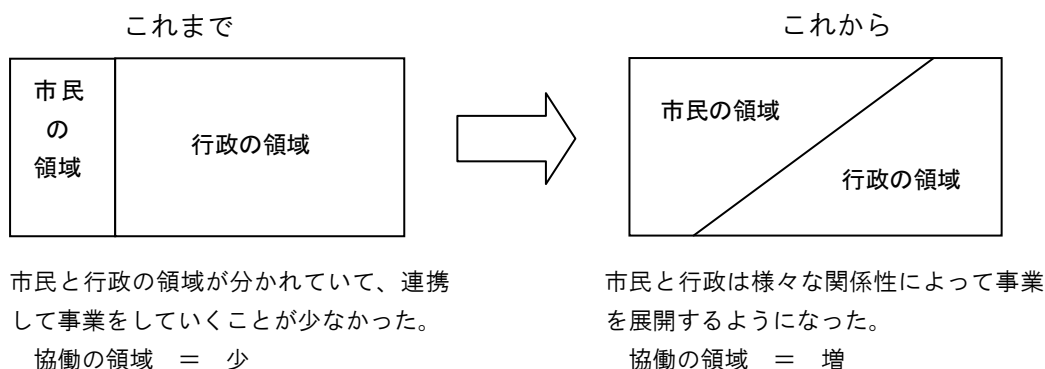 これまで
市民
の
領域
行政の領域
市民と行政の領域が分かれていて、連携
して事業をしていくことが少なかった。
協働の領域 ＝ 少
これから
市民の領域
行政の領域
市民と行政は様々な関係性によって事業
を展開するようになった。
協働の領域 ＝ 増